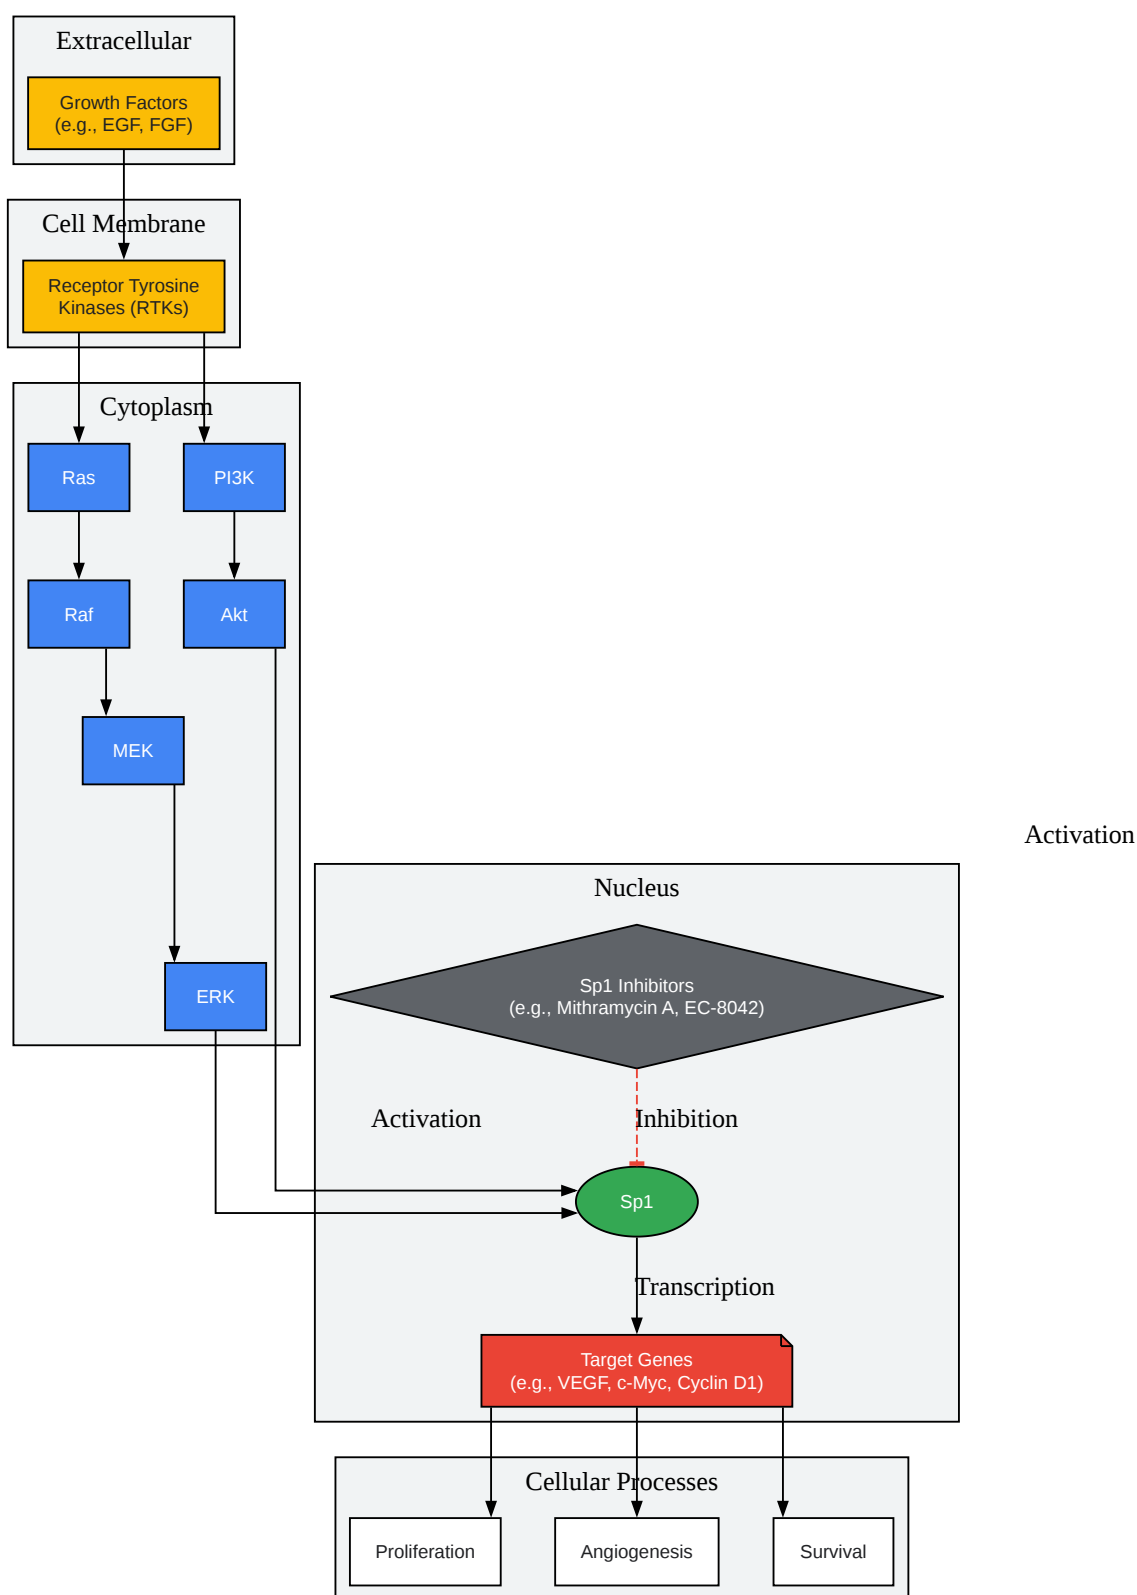 Extracellular
Growth Factors
(e.g., EGF, FGF)
Cell Membrane
Receptor Tyrosine
Kinases (RTKs)
Cytoplasm
Ras
PI3K
Raf
Akt
MEK
Activation
Nucleus
Sp1 Inhibitors
(e.g., Mithramycin A, EC-8042)
ERK
Activation
Inhibition
Sp1
Transcription
Target Genes
(e.g., VEGF, c-Myc, Cyclin D1)
Cellular Processes
Proliferation
Angiogenesis
Survival